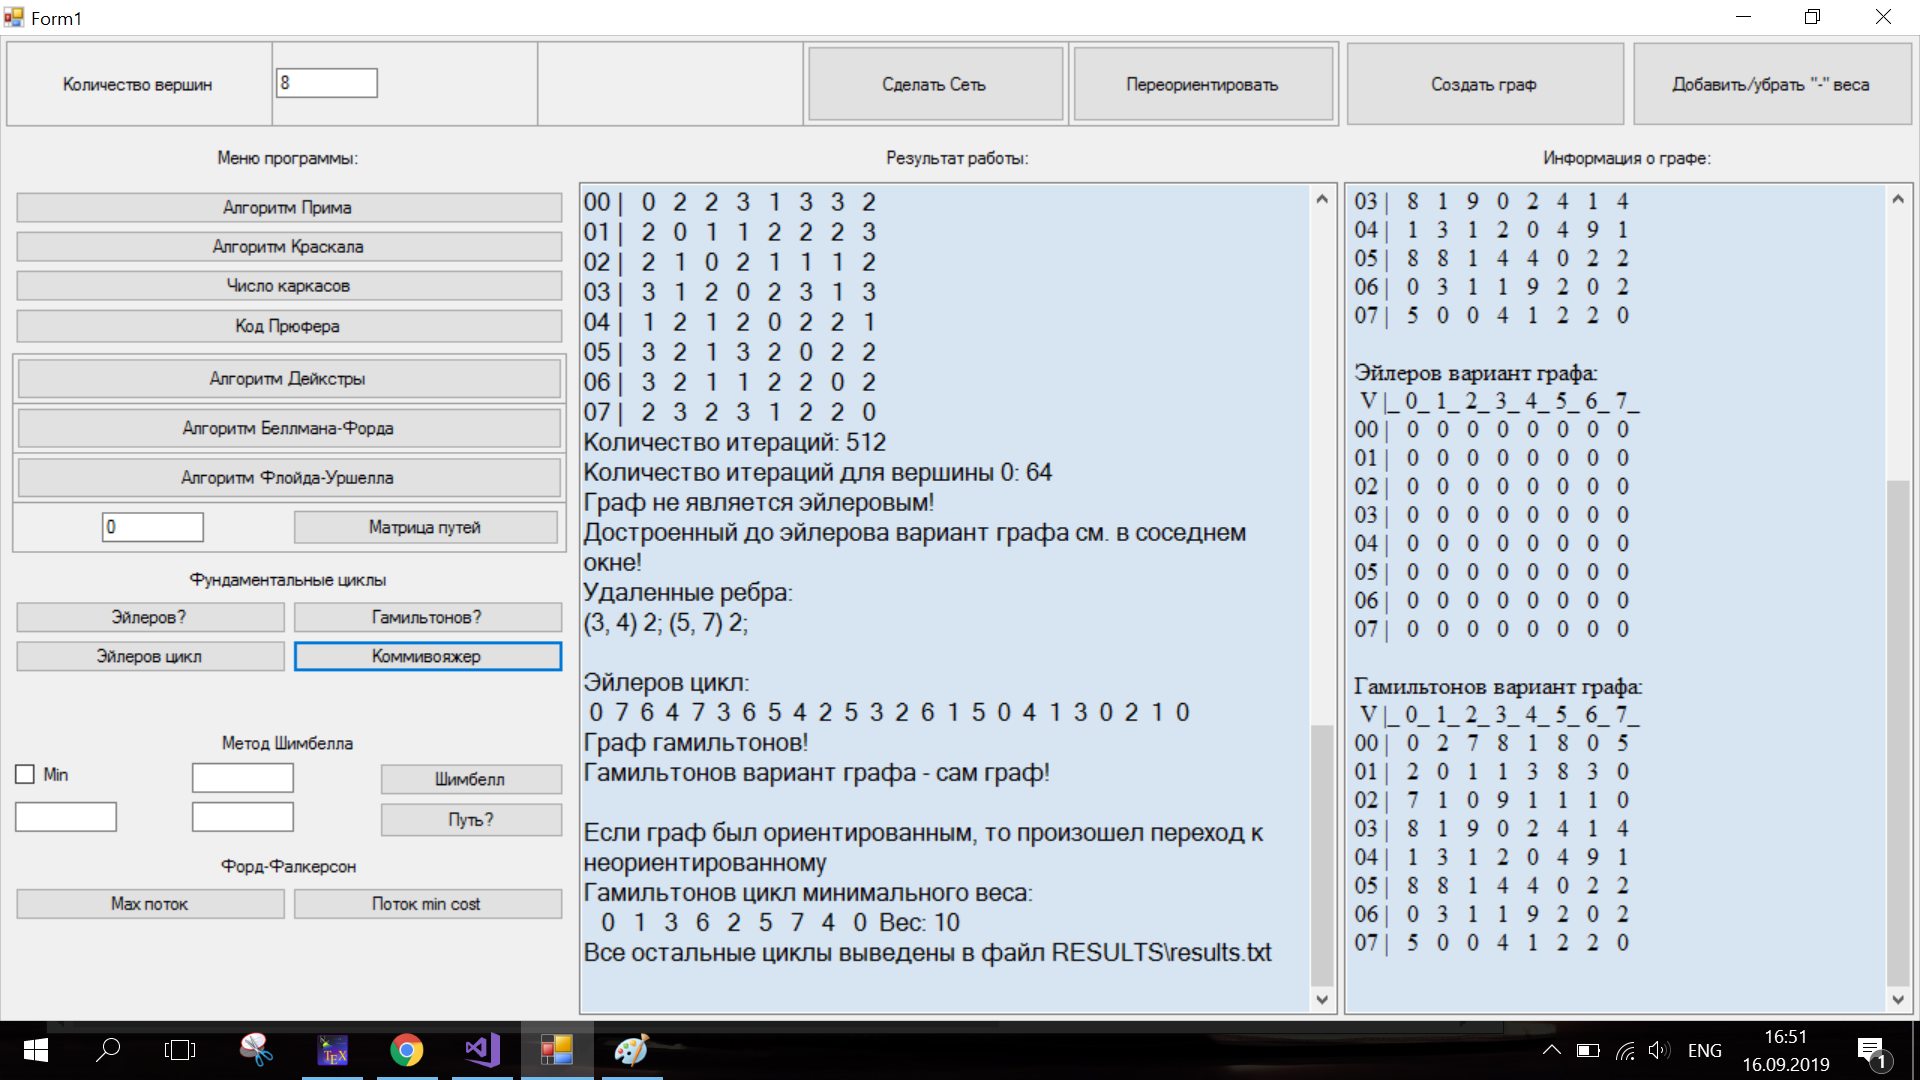 Form1
Количество вершин
8
Сделать Сеть
Переориентировать
Создать граф
Добавить/убрать "-" веса
Меню программы:
Алгоритм Прима
Алгоритм Краскала
Число каркасов
Код Прюфера
Алгоритм Дейкстры
Алгоритм Беллмана-Форда
Алгоритм Флойда-Уршелла
0
Матрица путей
Фундаментальные циклы
Эйлеров?
Гамильтонов?
Эйлеров цикл
Коммивояжер
Метод Шимбелла
Min
Шимбелл
Путь?
Форд-Фалкерсон
Max поток
Поток min cost
Результат работы:
00 | 0 2 2 3 1 3 3 2
01 | 2 0 1 1 2 2 2 3
02 | 2 1 0 2 1 1 1 2
03 | 3 1 2 0 2 3 1 3
04 | 1 2 1 2 0 2 2 1
05 | 3 2 1 3 2 0 2 2
06 | 3 2 1 1 2 2 0 2
07 | 2 3 2 3 1 2 2 0
Количество итераций: 512
Количество итераций для вершины 0: 64
Граф не является эйлеровым!
Достроенный до эйлерова вариант графа см. в соседнем
окне!
Удаленные ребра:
(3, 4) 2; (5, 7) 2;
Эйлеров цикл:
0 7 6 4 7 3 6 5 4 2 5 3 2 6 1 5 0 4 1 3 0 2 1 0
Граф гамильтонов!
Гамильтонов вариант графа - сам граф!
Если граф был ориентированным, то произошел переход к
неориентированному
Гамильтонов цикл минимального веса:
0 1 3 6 2 5 7 4 0 Вес: 10
Все остальные циклы выведены в файл RESULTS\results.txt
Информация о графе:
03 | 8 1 9 0 2 4 1 4
04 | 1 3 1 2 0 4 9 1
05 | 8 8 1 4 4 0 2 2
06 | 0 3 1 1 9 2 0 2
07 | 5 0 0 4 1 2 2 0
Эйлеров вариант графа:
V |_ 0_ 1_ 2_ 3_ 4_ 5_ 6_ 7_
00 | 0 0 0 0 0 0 0 0
01 | 0 0 0 0 0 0 0 0
02 | 0 0 0 0 0 0 0 0
03 | 0 0 0 0 0 0 0 0
04 | 0 0 0 0 0 0 0 0
05 | 0 0 0 0 0 0 0 0
06 | 0 0 0 0 0 0 0 0
07 | 0 0 0 0 0 0 0 0
Гамильтонов вариант графа:
V |_ 0_ 1_ 2_ 3_ 4_ 5_ 6_ 7_
00 | 0 2 7 8 1 8 0 5
01 | 2 0 1 1 3 8 3 0
02 | 7 1 0 9 1 1 1 0
03 | 8 1 9 0 2 4 1 4
04 | 1 3 1 2 0 4 9 1
05 | 8 8 1 4 4 0 2 2
06 | 0 3 1 1 9 2 0 2
07 | 5 0 0 4 1 2 2 0
TEX
ENG
16:51
16.09.2019
1